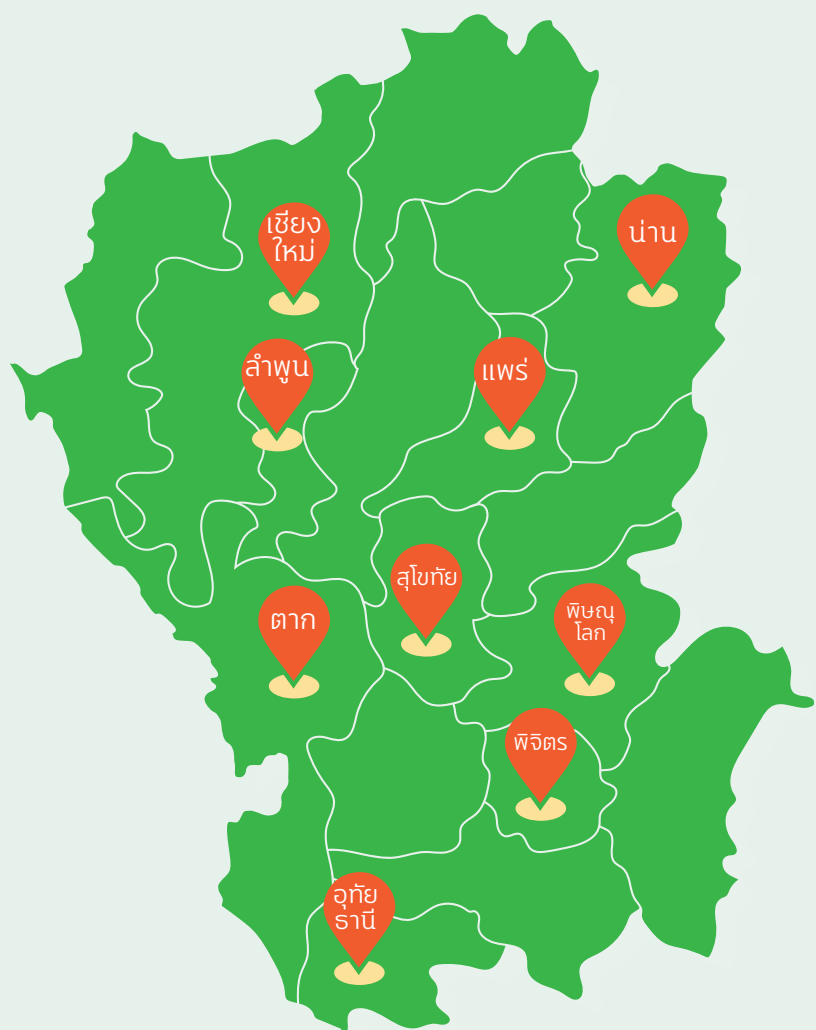 เชียง
ใหม่
น่าน
ลำพูน
แพร่
สุโขทัย
ตาก
พิษณุ
โลก
พิจิตร
อุทัย
ธานี